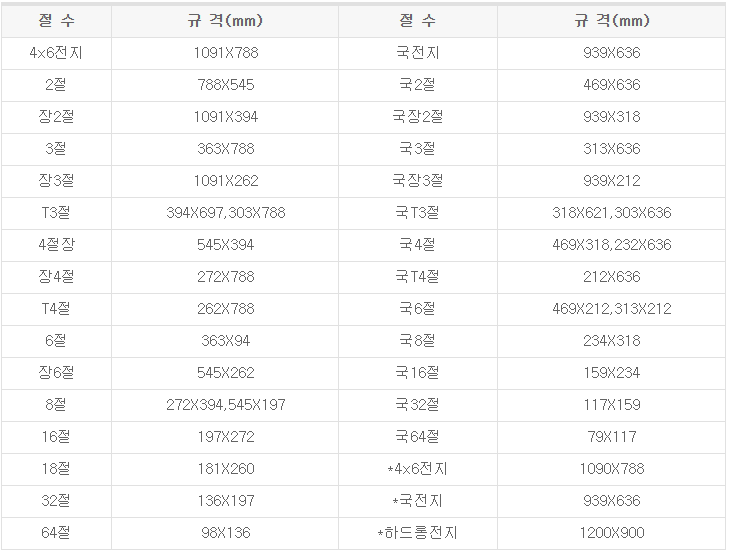 절 수 규 격(mm) 절 수 규 격(mm)
4×6전지 1091X788 국전지 939X636
2절 788X545 국2절 469X636
장2절 1091X394 국장2절 939X318
3절 363X788 국3절 313X636
장3절 1091X262 국장3절 939X212
T3절 394X697,303X788 국T3절 318X621,303X636
4절장 545X394 국4절 469X318,232X636
장4절 272X788 국T4절 212X636
T4절 262X788 국6절 469X212,313X212
6절 363X94 국8절 234X318
장6절 545X262 국16절 159X234
8절 272X394,545X197 국32절 117X159
16절 197X272 국64절 79X117
18절 181X260 *4×6전지 1090X788
32절 136X197 *국전지 939X636
64절 98X136 *하드롱전지 1200X900